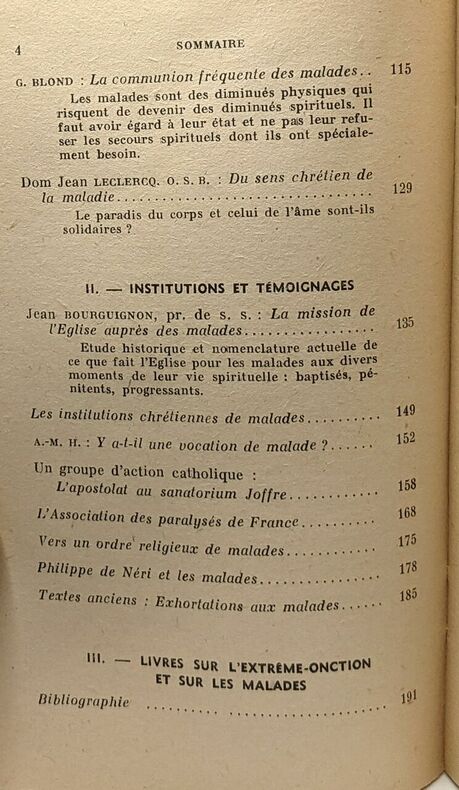 4
SOMMAIRE
G. BLOND : La communion fréquente des malades.. 115
Les malades sont des diminués physiques qui
risquent de devenir des diminués spirituels. Il
faut avoir égard à leur état et ne pas leur refu-
ser les secours spirituels dont ils ont spéciale-
ment besoin.
Dom Jean LECLERCQ. O. S. B. : Du sens chrétien de
la maladie.................................. 129
Le paradis du corps et celui de l'âme sont-ils
solidaires ?
II. — INSTITUTIONS ET TÉMOIGNAGES
Jean BOURGUIGNON, pr. de S. S. : La mission de
l'Eglise auprès des malades................. 135
Etude historique et nomenclature actuelle de
ce que fait l'Eglise pour les malades aux divers
moments de leur vie spirituelle : baptisés, pé-
nitents, progressants.
Les institutions chrétiennes de malades.......... 149
A.-M. H. : Y a-t-il une vocation de malade ?...... 152
Un groupe d'action catholique :
L'apostolat au sanatorium Joffre............ 158
L'Association des paralysés de France........... 168
Vers un ordre religieux de malades............ 175
Philippe de Néri et les malades................ 178
Textes anciens : Exhortations aux malades...... 185
III. — LIVRES SUR L'EXTRÊME-ONCTION
ET SUR LES MALADES
Bibliographie .......................... 191